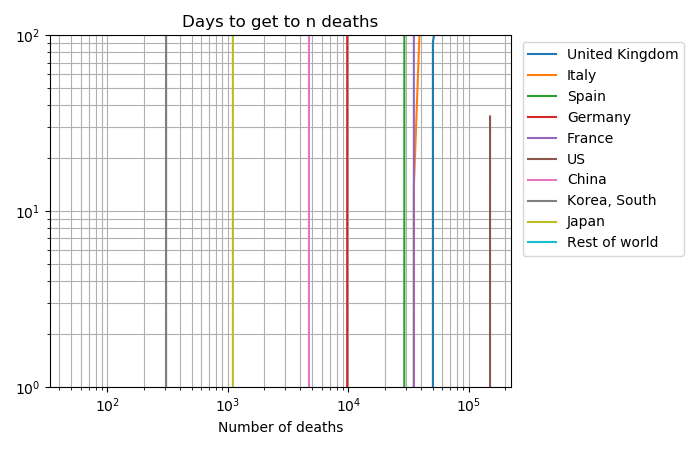 Days to get to n deaths
10²
10¹
10⁰
10²
10³
10⁴
10⁵
Number of deaths
United Kingdom
Italy
Spain
Germany
France
US
China
Korea, South
Japan
Rest of world